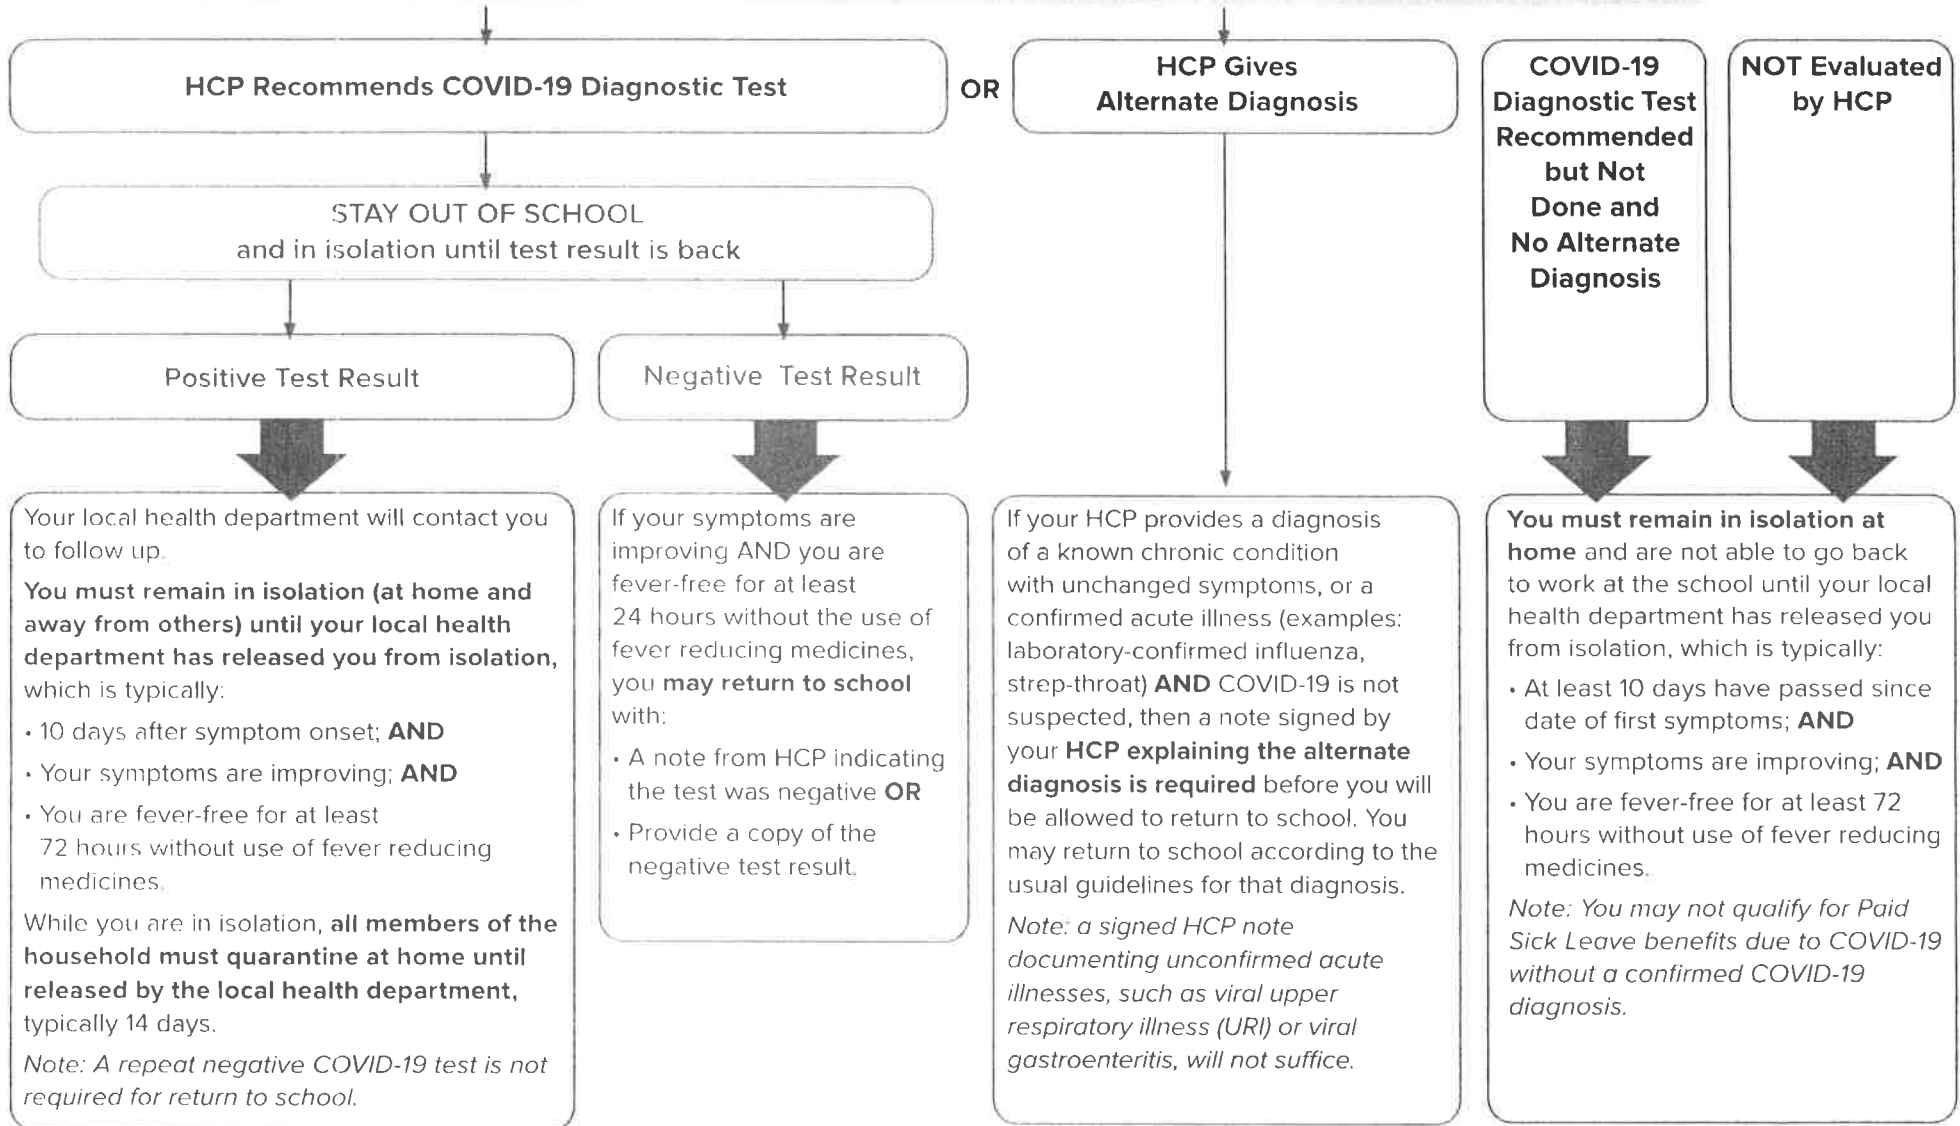 HCP Recommends COVID-19 Diagnostic Test
OR
HCP Gives
Alternate Diagnosis
COVID-19
Diagnostic Test
Recommended
but Not
Done and
No Alternate
Diagnosis
NOT Evaluated
by HCP
STAY OUT OF SCHOOL
and in isolation until test result is back
Positive Test Result
Negative Test Result
Your local health department will contact you
to follow up.
You must remain in isolation (at home and
away from others) until your local health
department has released you from isolation,
which is typically:
• 10 days after symptom onset; AND
• Your symptoms are improving; AND
• You are fever-free for at least
72 hours without use of fever reducing
medicines.
While you are in isolation, all members of the
household must quarantine at home until
released by the local health department,
typically 14 days.
Note: A repeat negative COVID-19 test is not
required for return to school.
If your symptoms are
improving AND you are
fever-free for at least
24 hours without the use of
fever reducing medicines,
you may return to school
with:
• A note from HCP indicating
the test was negative OR
• Provide a copy of the
negative test result.
If your HCP provides a diagnosis
of a known chronic condition
with unchanged symptoms, or a
confirmed acute illness (examples:
laboratory-confirmed influenza,
strep-throat) AND COVID-19 is not
suspected, then a note signed by
your HCP explaining the alternate
diagnosis is required before you will
be allowed to return to school. You
may return to school according to the
usual guidelines for that diagnosis.
Note: a signed HCP note
documenting unconfirmed acute
illnesses, such as viral upper
respiratory illness (URI) or viral
gastroenteritis, will not suffice.
You must remain in isolation at
home and are not able to go back
to work at the school until your local
health department has released you
from isolation, which is typically:
• At least 10 days have passed since
date of first symptoms; AND
• Your symptoms are improving; AND
• You are fever-free for at least 72
hours without use of fever reducing
medicines.
Note: You may not qualify for Paid
Sick Leave benefits due to COVID-19
without a confirmed COVID-19
diagnosis.